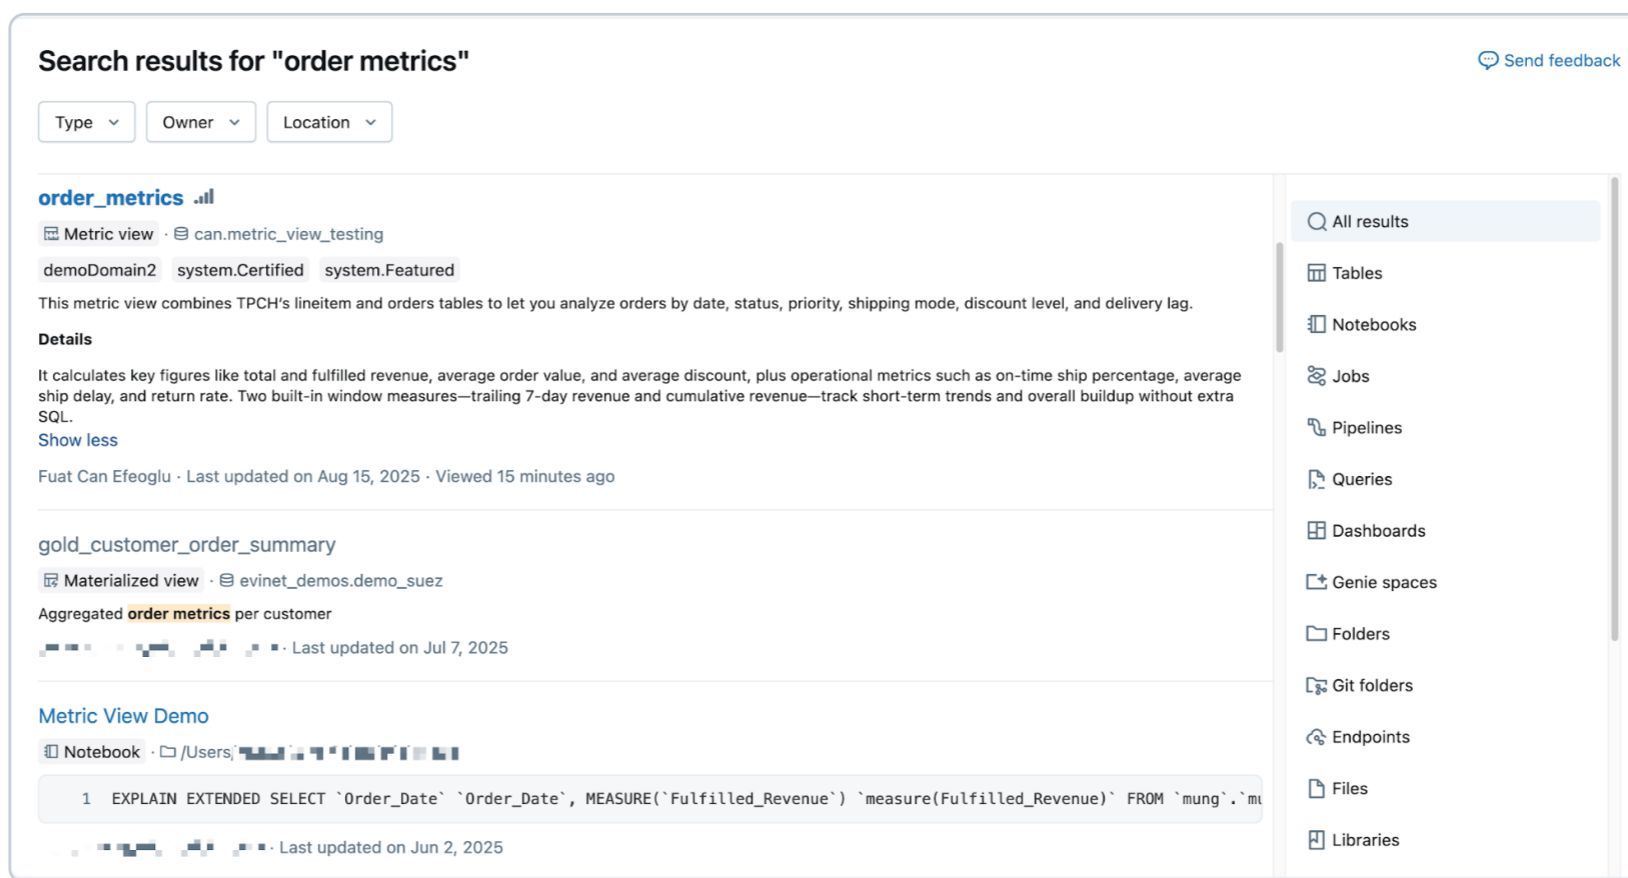 Search results for "order metrics"
Send feedback
Type
Owner
Location
order_metrics
Metric view · can.metric_view_testing
demoDomain2 system.Certified system.Featured
This metric view combines TPCH's lineitem and orders tables to let you analyze orders by date, status, priority, shipping mode, discount level, and delivery lag.
Details
It calculates key figures like total and fulfilled revenue, average order value, and average discount, plus operational metrics such as on-time ship percentage, average
ship delay, and return rate. Two built-in window measures—trailing 7-day revenue and cumulative revenue—track short-term trends and overall buildup without extra
SQL.
Show less
Fuat Can Efeoglu · Last updated on Aug 15, 2025 · Viewed 15 minutes ago
gold_customer_order_summary
Materialized view · evinet_demos.demo_suez
Aggregated order metrics per customer
· Last updated on Jul 7, 2025
Metric View Demo
Notebook · /Users/
1 EXPLAIN EXTENDED SELECT `Order_Date` `Order_Date`, MEASURE(`Fulfilled_Revenue`) `measure(Fulfilled_Revenue)` FROM `mung`.
· Last updated on Jun 2, 2025
All results
Tables
Notebooks
Jobs
Pipelines
Queries
Dashboards
Genie spaces
Folders
Git folders
Endpoints
Files
Libraries